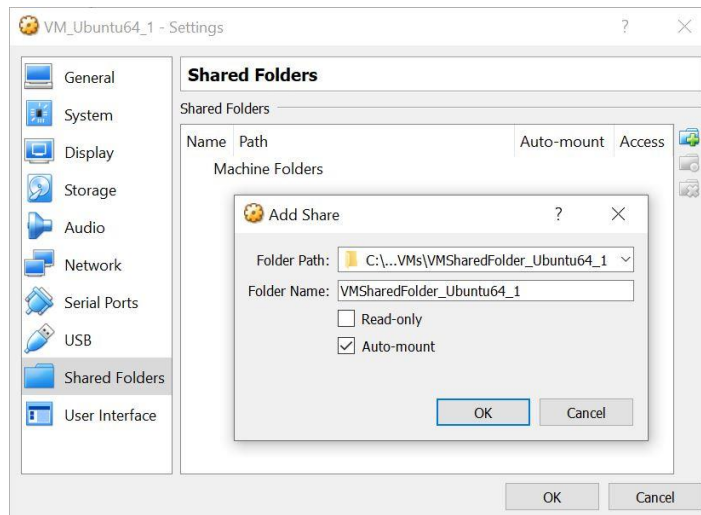 VM_Ubuntu64_1 - Settings ? ×
General
System
Display
Storage
Audio
Network
Serial Ports
USB
Shared Folders
User Interface
Shared Folders
Shared Folders
Name Path Auto-mount Access
Machine Folders
Add Share ? ×
Folder Path: C:\...VMs\VMSharedFolder_Ubuntu64_1
Folder Name: VMSharedFolder_Ubuntu64_1
Read-only
Auto-mount
OK Cancel
OK Cancel